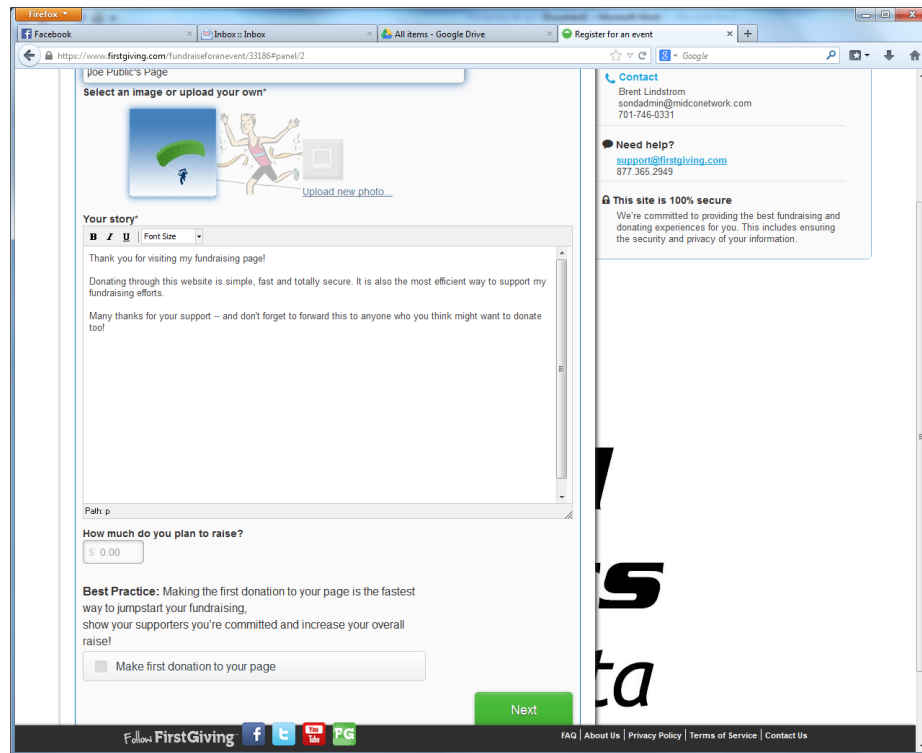 Firefox
Facebook
Inbox :: Inbox
All items - Google Drive
Register for an event
https://www.firstgiving.com/fundraiseforanevent/33186#panel/2
Google
Joe Public's Page
Select an image or upload your own*
Upload new photo...
Your story*
B I U Font Size
Thank you for visiting my fundraising page!
Donating through this website is simple, fast and totally secure. It is also the most efficient way to support my
fundraising efforts.
Many thanks for your support -- and don't forget to forward this to anyone who you think might want to donate
too!
Path: p
How much do you plan to raise?
$ 0.00
Best Practice: Making the first donation to your page is the fastest
way to jumpstart your fundraising,
show your supporters you're committed and increase your overall
raise!
Make first donation to your page
Next
Contact
Brent Lindstrom
sondadmin@midconetwork.com
701-746-0331
Need help?
support@firstgiving.com
877.365.2949
This site is 100% secure
We're committed to providing the best fundraising and
donating experiences for you. This includes ensuring
the security and privacy of your information.
ta
Follow FirstGiving
You Tube
FG
FAQ | About Us | Privacy Policy | Terms of Service | Contact Us